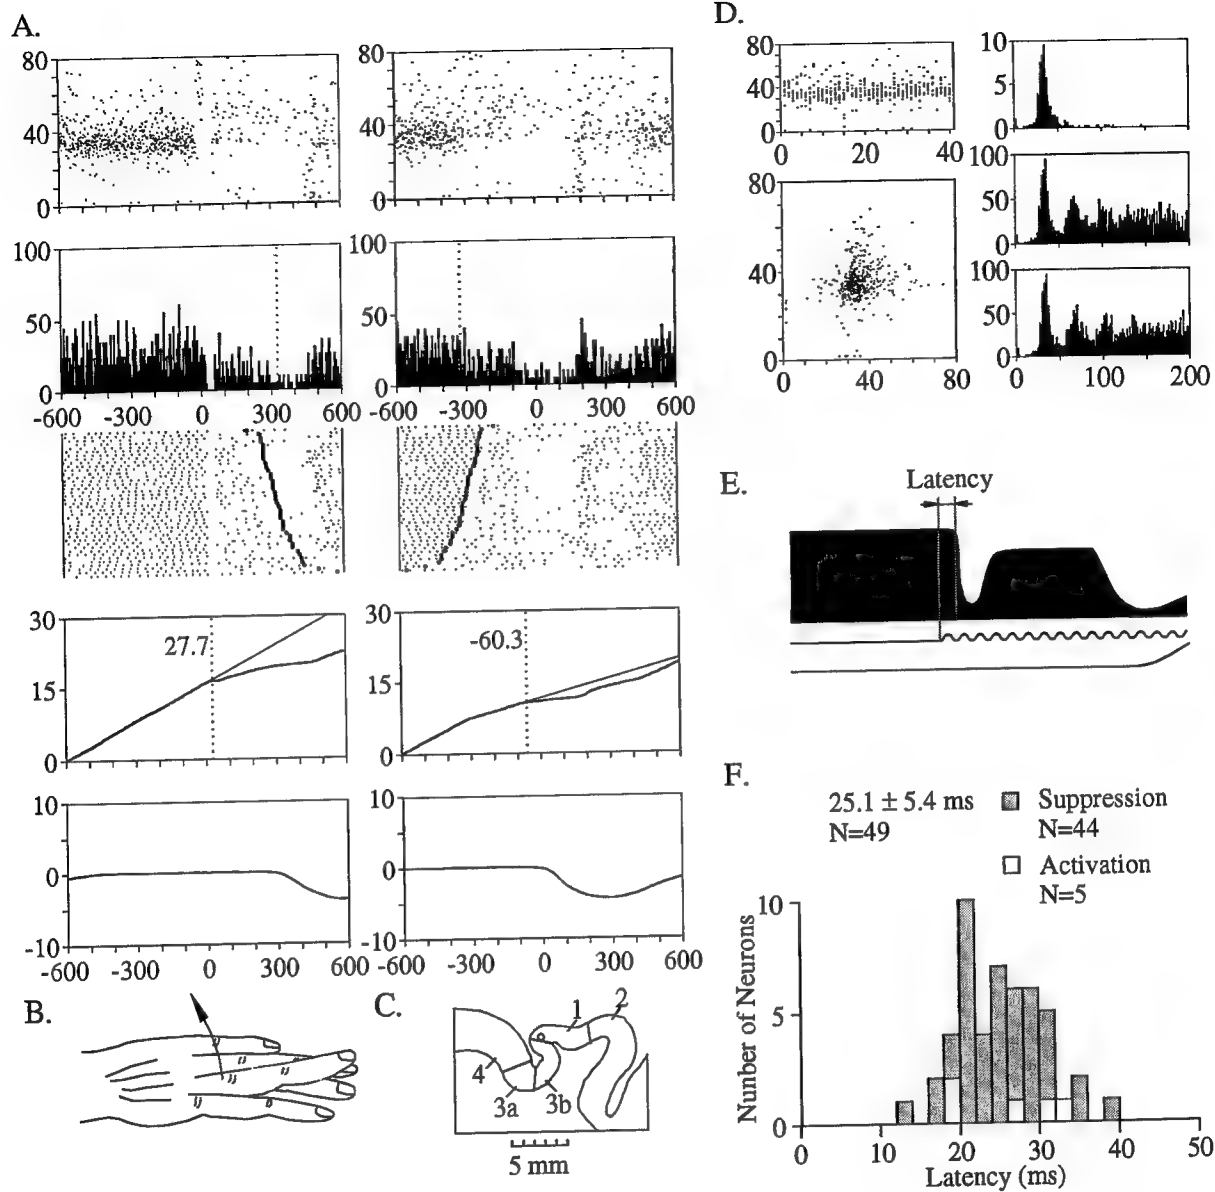 A.
80
40
0
80
40
0
100
50
0
-600 -300 0 300 600
100
50
0
-600 -300 0 300 600
30
15
0
27.7
30
15
0
-60.3
10
0
-10
-600 -300 0 300 600
10
0
-10
-600 -300 0 300 600
B.
C.
1
2
4
3a
3b
5 mm
D.
80
40
0
0 20 40
10
5
0
80
40
0
0 40 80
100
50
0
100
50
0
0 100 200
E.
Latency
F.
25.1 ± 5.4 ms
N=49
Suppression
N=44
Activation
N=5
Number of Neurons
10
5
0
0 10 20 30 40 50
Latency (ms)